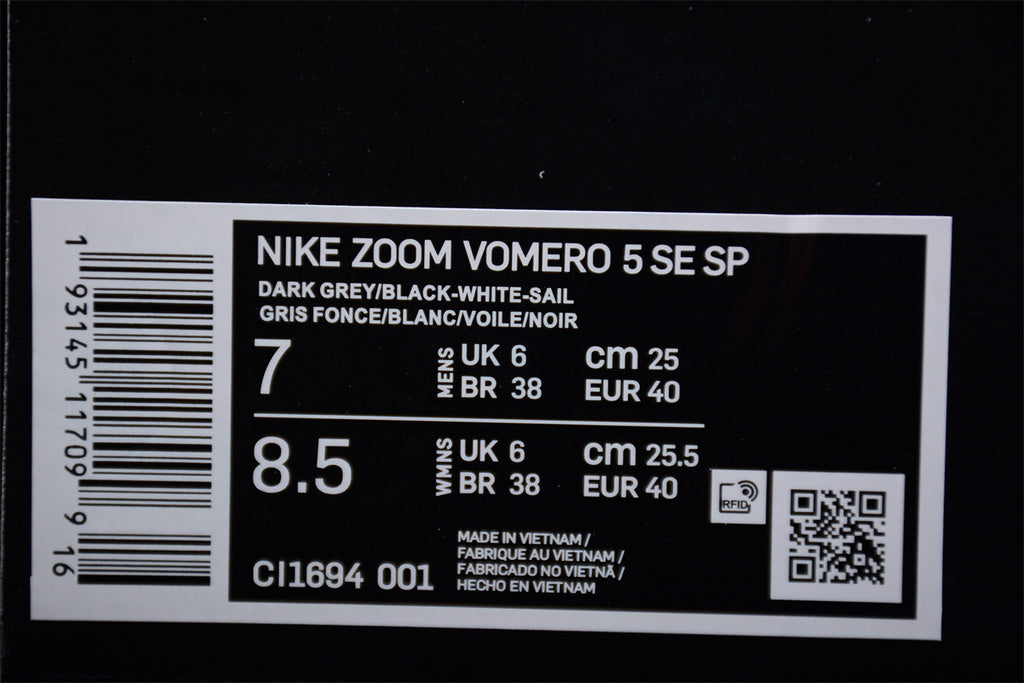 NIKE ZOOM VOMERO 5 SE SP
DARK GREY/BLACK-WHITE-SAIL
GRIS FONCE/BLANC/VOILE/NOIR
7
MENS
UK 6
cm 25
BR 38
EUR 40
8.5
WMNS
UK 6
cm 25.5
BR 38
EUR 40
RFID
CI1694 001
MADE IN VIETNAM /
FABRIQUE AU VIETNAM /
FABRICADO NO VIETNÃ /
HECHO EN VIETNAM
1 93145 11709 9 16